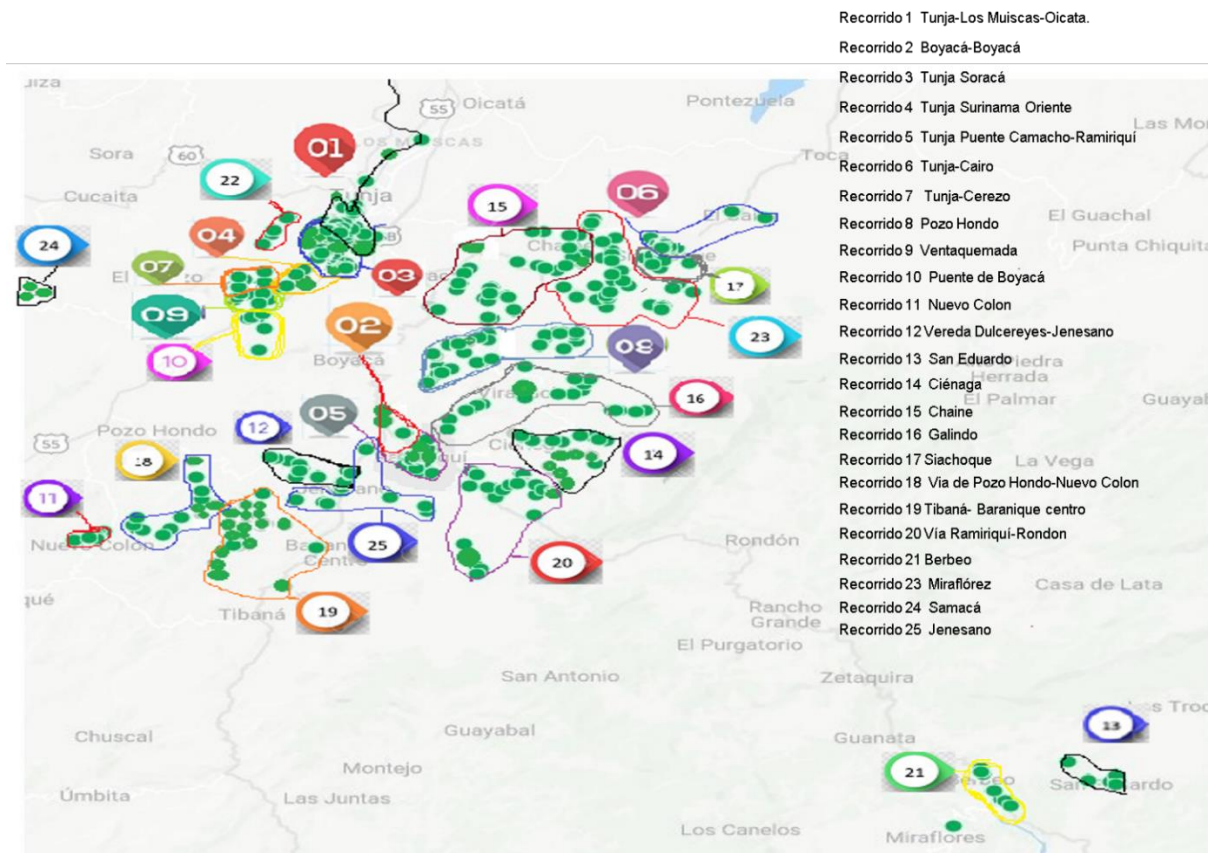 Recorrido 1 Tunja-Los Muiscas-Oicata.
Recorrido 2 Boyacá-Boyacá
Recorrido 3 Tunja Soracá
Recorrido 4 Tunja Surinama Oriente
Recorrido 5 Tunja Puente Camacho-Ramiriquí
Recorrido 6 Tunja-Cairo
Recorrido 7 Tunja-Cerezo
Recorrido 8 Pozo Hondo
Recorrido 9 Ventaquemada
Recorrido 10 Puente de Boyacá
Recorrido 11 Nuevo Colon
Recorrido 12 Vereda Dulcereyes-Jenesano
Recorrido 13 San Eduardo
Recorrido 14 Ciénaga
Recorrido 15 Chaine
Recorrido 16 Galindo
Recorrido 17 Siachoque
Recorrido 18 Via de Pozo Hondo-Nuevo Colon
Recorrido 19 Tibaná- Baranique centro
Recorrido 20 Vía Ramiriquí-Rondon
Recorrido 21 Berbeo
Recorrido 23 Miraflórez
Recorrido 24 Samacá
Recorrido 25 Jenesano
55 Oicatá
Pontezuela
Sora
60
01
MUISCAS
Toca
22
Tunja
Cucaita
15
06
El Guachal
24
04
Punta Chiquita
07
03
17
09
02
08
23
10
Boyacá
Herrada
El Palmar
16
05
55
Pozo Hondo
12
18
14
La Vega
11
Nuevo Colón
25
Centro
20
Rondón
Casa de Lata
Tibaná
19
Rancho
Grande
El Purgatorio
San Antonio
Zetaquira
Chuscal
Guayabal
Guanata
13
Montejo
21
Úmbita
Las Juntas
Los Canelos
Miraflores